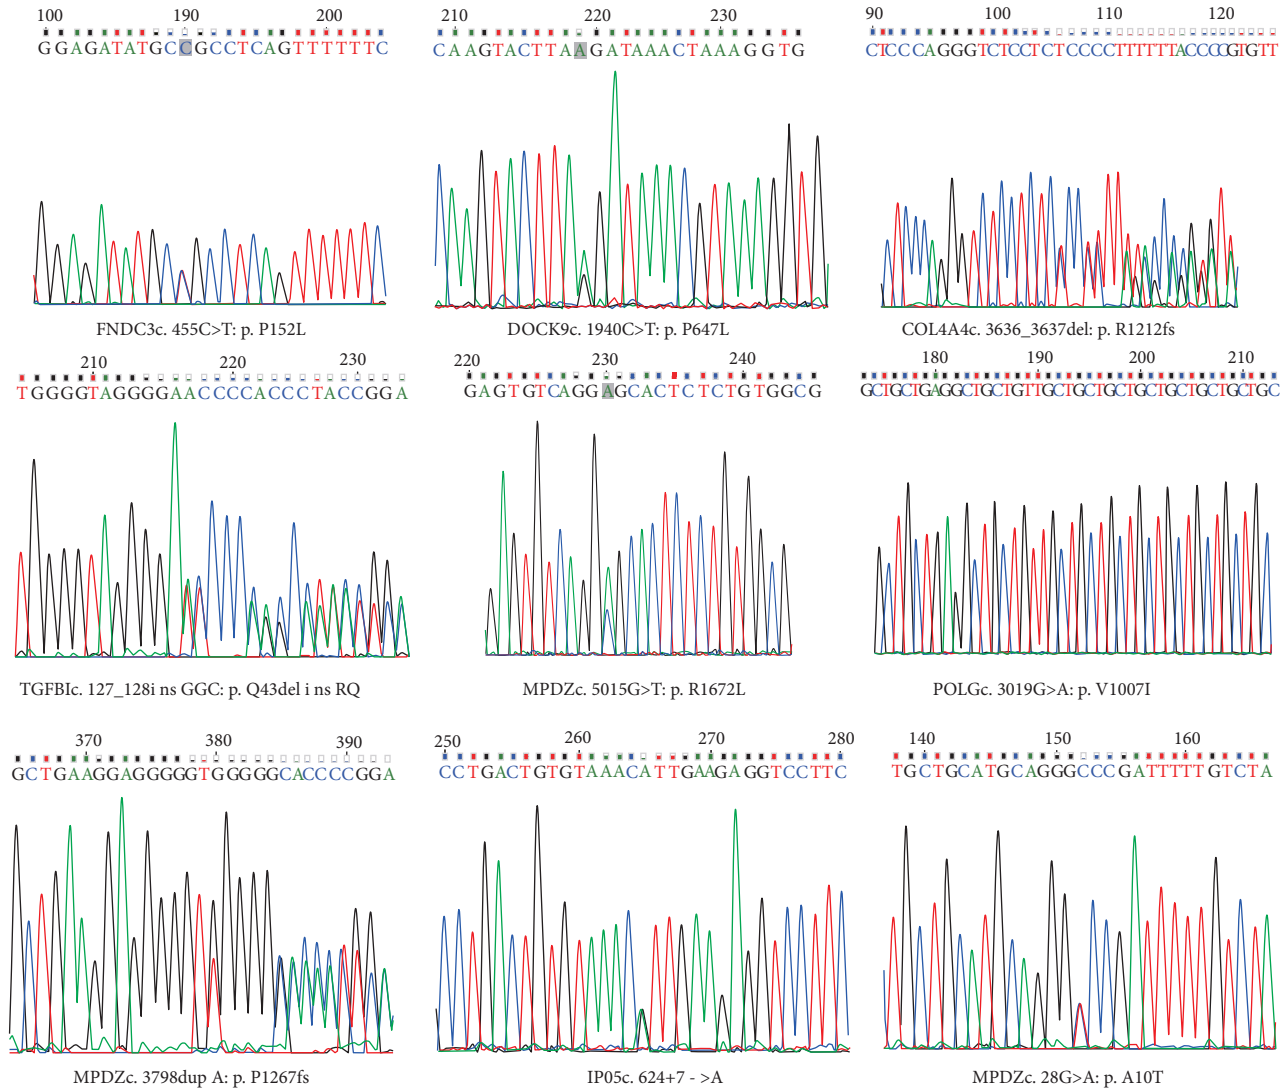 100 190 200
GGAGATATGCCGCCTCAGTTTTTTC
FNDC3c. 455C>T: p. P152L
210 220 230
CAAGTACTTAAGATAAACTAAAGGTG
DOCK9c. 1940C>T: p. P647L
90 100 110 120
CTCCCAGGGTCTCCTCTCCCCTTTTTTACCCCCGTGTT
COL4A4c. 3636_3637del: p. R1212fs
210 220 230
TGGGGTAGGGGAACCCCACCCTACCGGA
TGFBIc. 127_128i ns GGC: p. Q43del i ns RQ
220 230 240
GAGTGTCAGGAGCACTCTCTGTGGCG
MPDZc. 5015G>T: p. R1672L
180 190 200 210
GCTGCTGAGGCTGCTGTTGCTGCTGCTGCTGCTGCTGCTGC
POLGc. 3019G>A: p. V1007I
370 380 390
GCTGAAGGAGGGGGTGGGGGCACCCCGGA
MPDZc. 3798dup A: p. P1267fs
250 260 270 280
CCTGACTGTGTAAACATTGAAGAGGTCCTTC
IP05c. 624+7 - >A
140 150 160
TGCTGCATGCAGGGCCCGATTTTTGTCTA
MPDZc. 28G>A: p. A10T